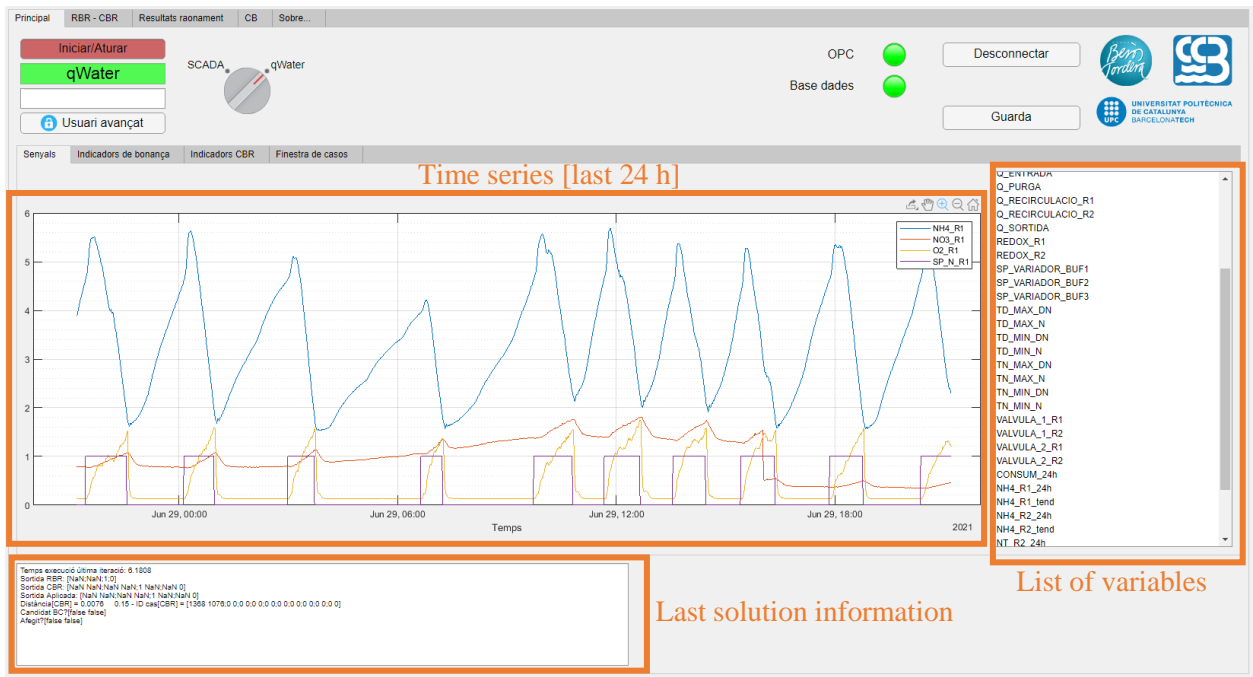 Principal RBR - CBR Resultats raonament CB Sobre...
Iniciar/Aturar
qWater
Usuari avançat
SCADA qWater
OPC
Base dades
Desconnectar
Guarda
Bem Tordera
UNIVERSITAT POLITÈCNICA
DE CATALUNYA
BARCELONATECH
UPC
Senyals Indicadors de bonança Indicadors CBR Finestra de casos
Time series [last 24 h]
NH4_R1
NO3_R1
O2_R1
SP_N_R1
6
5
4
3
2
1
0
Jun 29, 00:00 Jun 29, 06:00 Jun 29, 12:00 Jun 29, 18:00
Temps
2021
Q_ENTRADA
Q_PURGA
Q_RECIRCULACIO_R1
Q_RECIRCULACIO_R2
Q_SORTIDA
REDOX_R1
REDOX_R2
SP_VARIADOR_BUF1
SP_VARIADOR_BUF2
SP_VARIADOR_BUF3
TD_MAX_DN
TD_MAX_N
TD_MIN_DN
TD_MIN_N
TN_MAX_DN
TN_MAX_N
TN_MIN_DN
TN_MIN_N
VALVULA_1_R1
VALVULA_1_R2
VALVULA_2_R1
VALVULA_2_R2
CONSUM_24h
NH4_R1_24h
NH4_R1_tend
NH4_R2_24h
NH4_R2_tend
NT_R2_24h
List of variables
Temps execució última iteració: 6.1808
Sortida RBR: [NaN;NaN;1;0]
Sortida CBR: [NaN NaN;NaN NaN;1 NaN;NaN 0]
Sortida Aplicada: [NaN NaN;NaN NaN;1 NaN;NaN 0]
Distància[CBR] = 0.0076 0.15 - ID cas[CBR] = [1368 1076;0 0;0 0;0 0;0 0;0 0;0 0;0 0;0 0;0 0]
Candidat BC?[false false]
Afegit?[false false]
Last solution information